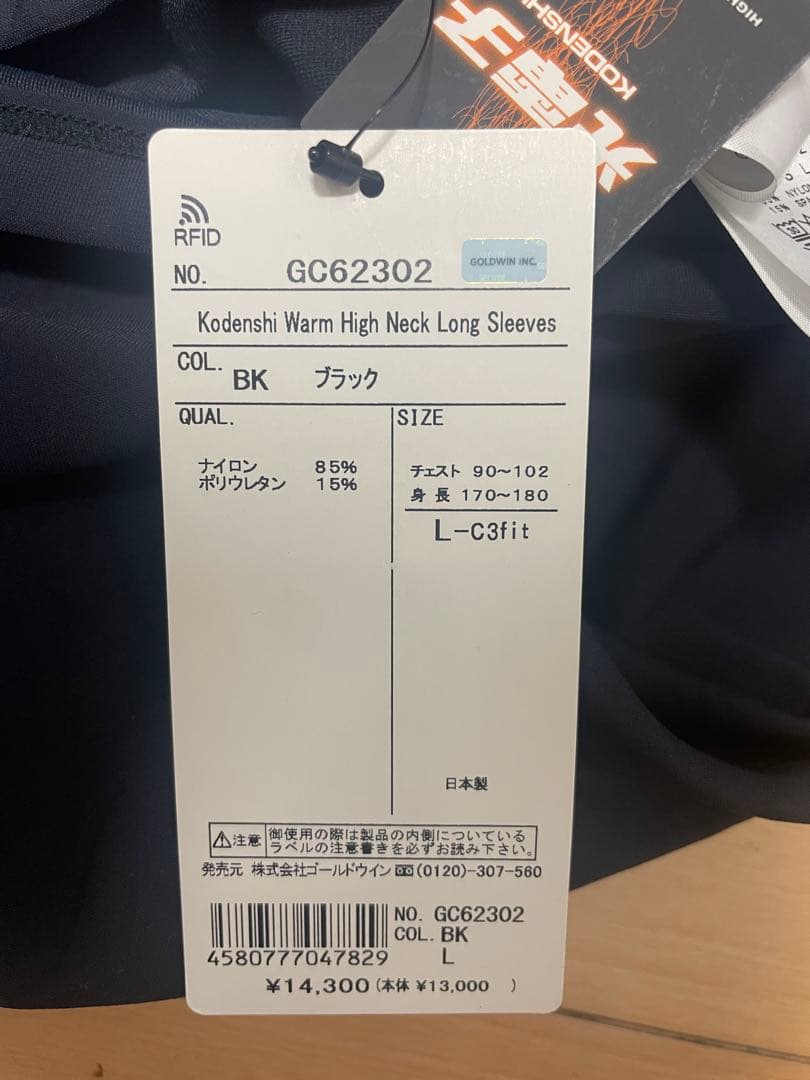 光電子
KODENSHI
HIGH
RFID
NO. GC62302
GOLDWIN INC.
Kodenshi Warm High Neck Long Sleeves
COL. BK ブラック
QUAL.
ナイロン 85%
ポリウレタン 15%
SIZE
チェスト 90〜102
身長 170〜180
L-C3fit
日本製
⚠注意 御使用の際は製品の内側についている
ラベルの注意書きを必ずお読み下さい。
発売元 株式会社ゴールドウイン (0120)-307-560
NO. GC62302
COL. BK
L
4580777047829
¥14,300 (本体 ¥13,000 )